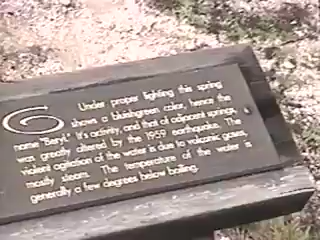 Under proper lighting this spring
shows a bluish-green color, hence the
name "Beryl." It's activity, and that of adjacent springs,
was greatly altered by the 1959 earthquake. The
violent agitation of the water is due to volcanic gases,
mostly steam. The temperature of the water is
generally a few degrees below boiling.